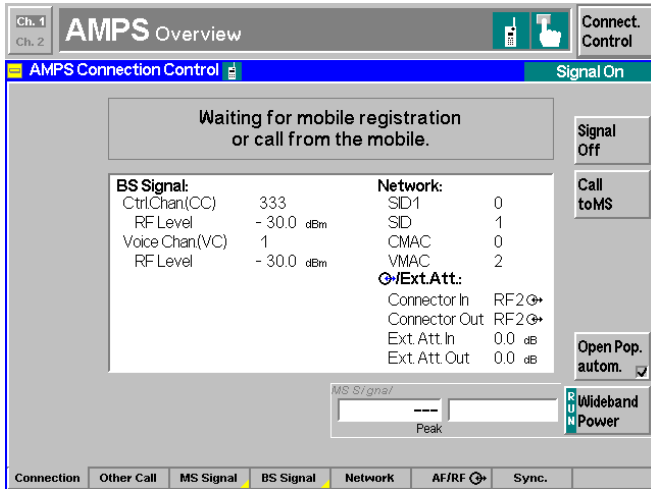 Ch. 1
Ch. 2
AMPS Overview
Connect.
Control
AMPS Connection Control
Signal On
Waiting for mobile registration
or call from the mobile.
Signal
Off
Call
toMS
BS Signal:
Ctrl.Chan.(CC) 333
RF Level - 30.0 dBm
Voice Chan.(VC) 1
RF Level - 30.0 dBm
Network:
SID1 0
SID 1
CMAC 0
VMAC 2
/Ext.Att.:
Connector In RF2
Connector Out RF2
Ext. Att. In 0.0 dB
Ext. Att. Out 0.0 dB
Open Pop.
autom.
MS Signal
---
Peak
RUN
Wideband
Power
Connection Other Call MS Signal BS Signal Network AF/RF Sync.